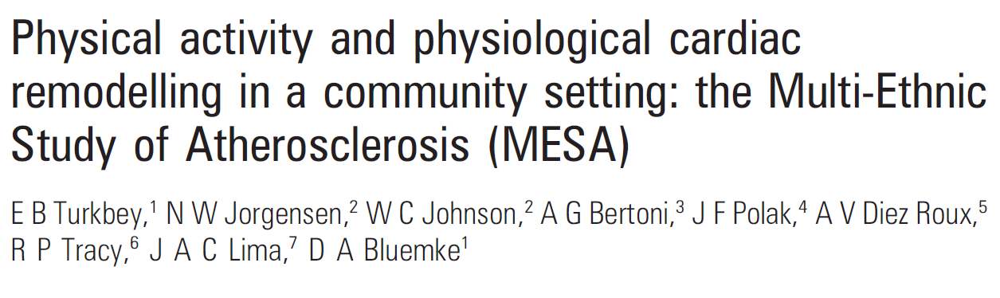 Physical activity and physiological cardiac
remodelling in a community setting: the Multi-Ethnic
Study of Atherosclerosis (MESA)
E B Turkbey,¹ N W Jorgensen,² W C Johnson,² A G Bertoni,³ J F Polak,⁴ A V Diez Roux,⁵
R P Tracy,⁶ J A C Lima,⁷ D A Bluemke¹